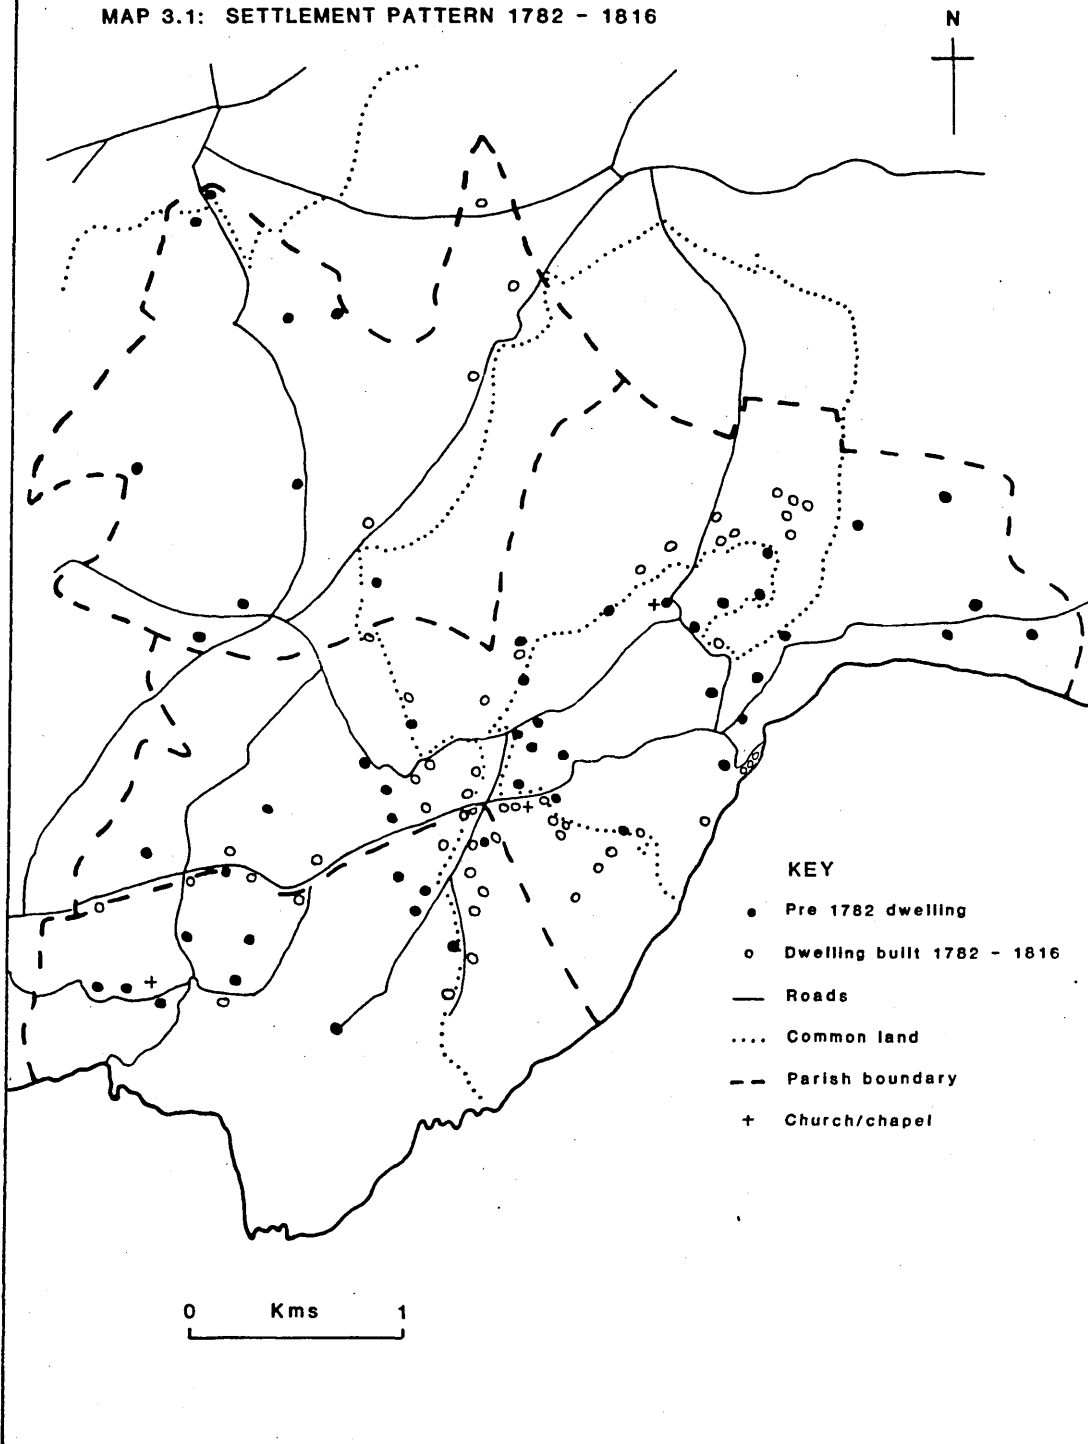 MAP 3.1: SETTLEMENT PATTERN 1782 - 1816
N
KEY
Pre 1782 dwelling
Dwelling built 1782 - 1816
Roads
Common land
Parish boundary
Church/chapel
0 Kms 1